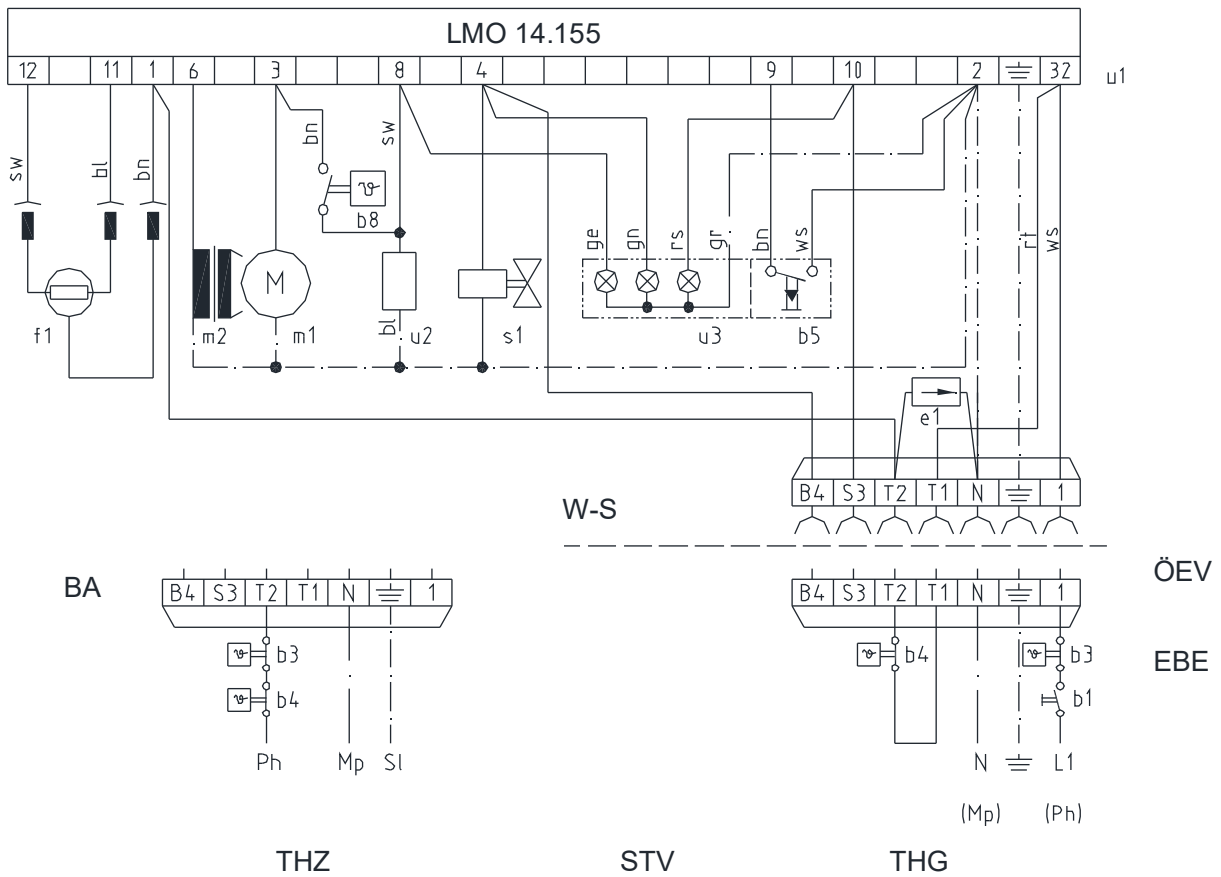 LMO 14.155
12 11 1 6 3 8 4 9 10 2 32 u1
sw bl bn bn sw
b8
ge gn rs gr bn ws rt ws
M
f1 m2 m1 bl u2 s1 u3 b5
e1
B4 S3 T2 T1 N 1
W-S
ÖEV
BA B4 S3 T2 T1 N 1
B4 S3 T2 T1 N 1
EBE
ϑ b3
ϑ b4
ϑ b4
ϑ b3
b1
Ph Mp Sl
N L1
(Mp) (Ph)
THZ STV THG